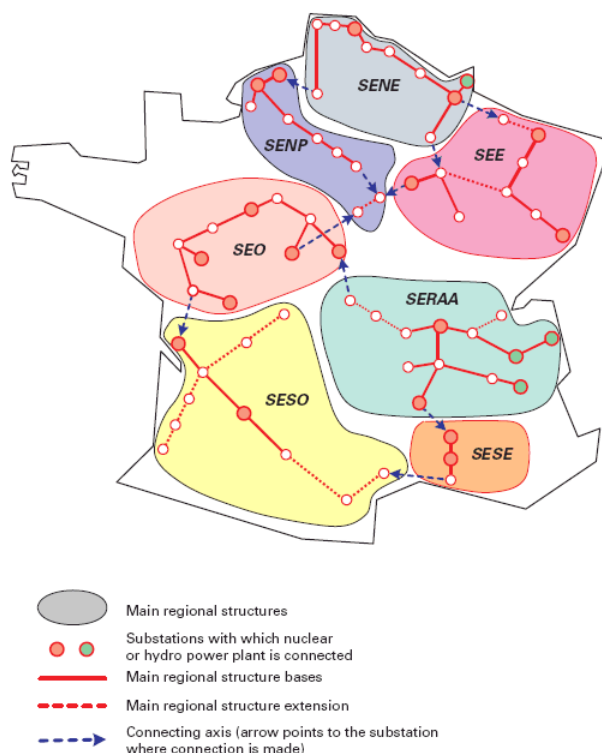 SENE
SENP
SEE
SEO
SERAA
SESO
SESE
Main regional structures
Substations with which nuclear
or hydro power plant is connected
Main regional structure bases
Main regional structure extension
Connecting axis (arrow points to the substation
where connection is made)